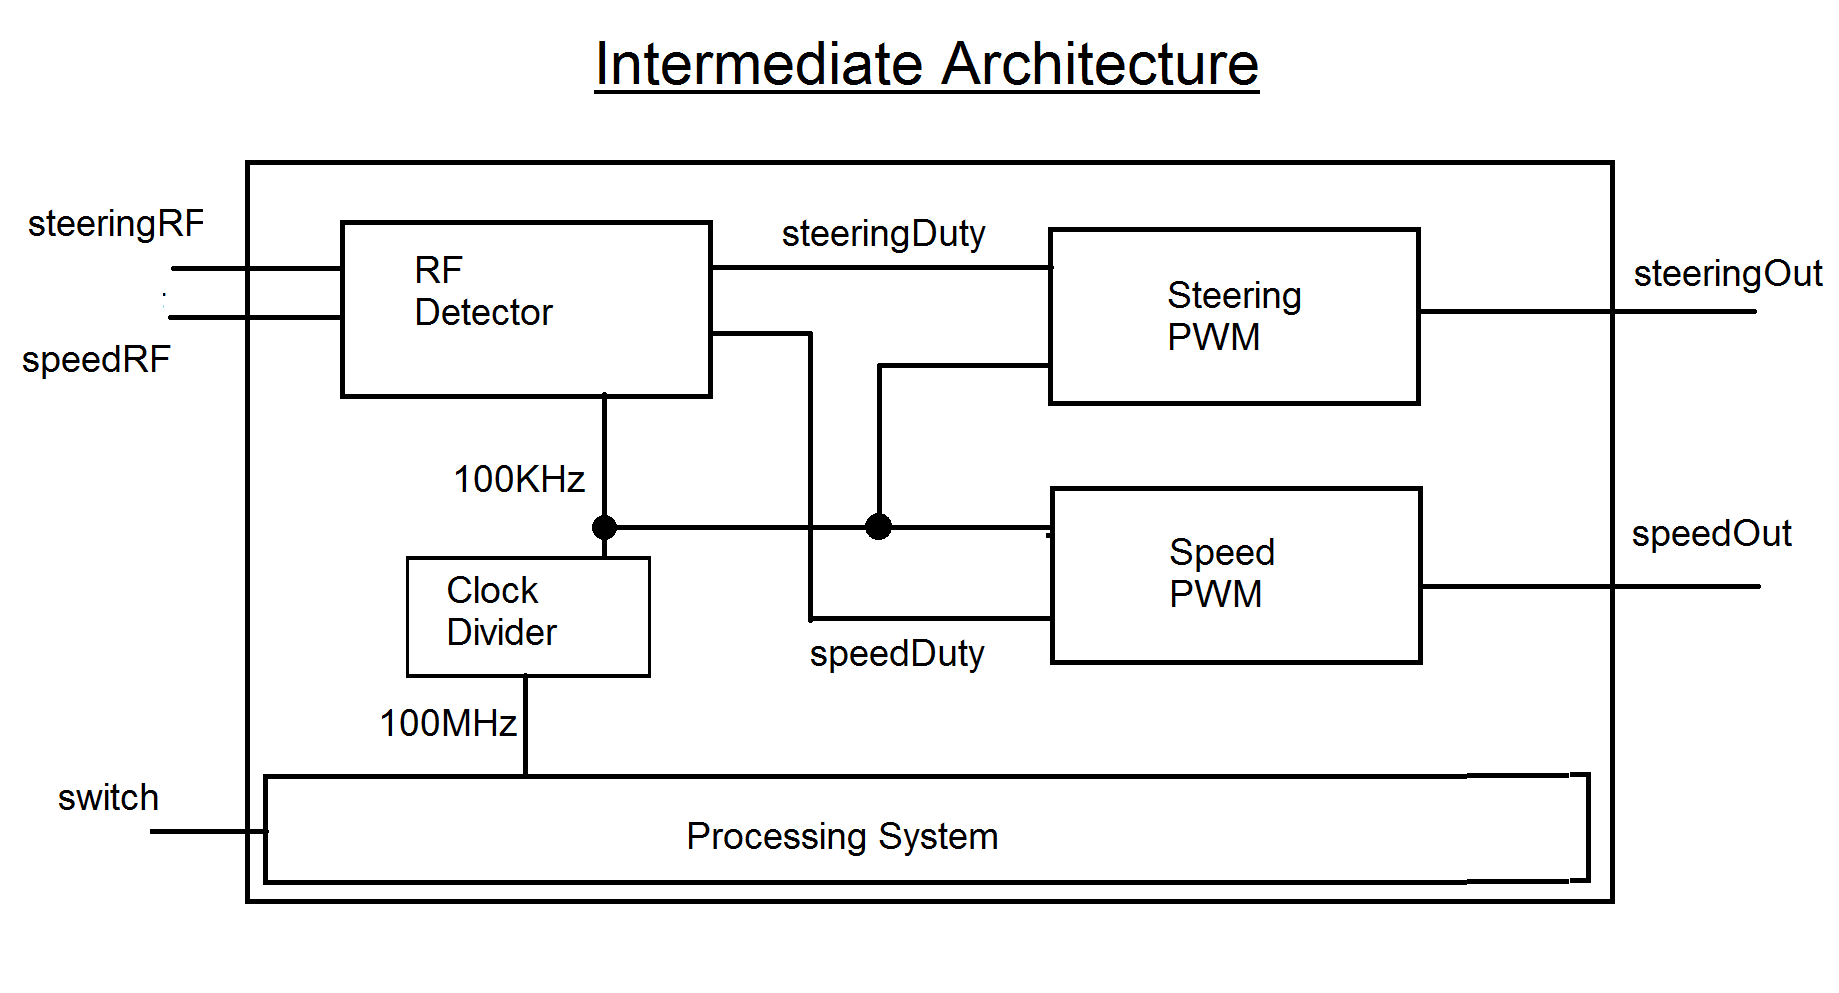 Intermediate Architecture
steeringRF
speedRF
RF
Detector
steeringDuty
Steering
PWM
steeringOut
100KHz
Clock
Divider
speedDuty
Speed
PWM
speedOut
100MHz
switch
Processing System